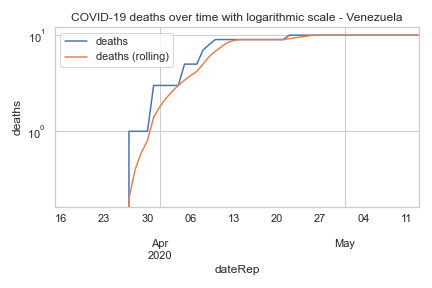 COVID-19 deaths over time with logarithmic scale - Venezuela
10¹
deaths
deaths (rolling)
deaths
10⁰
16 23 30 06 13 20 27 04 11
Apr May
2020
dateRep